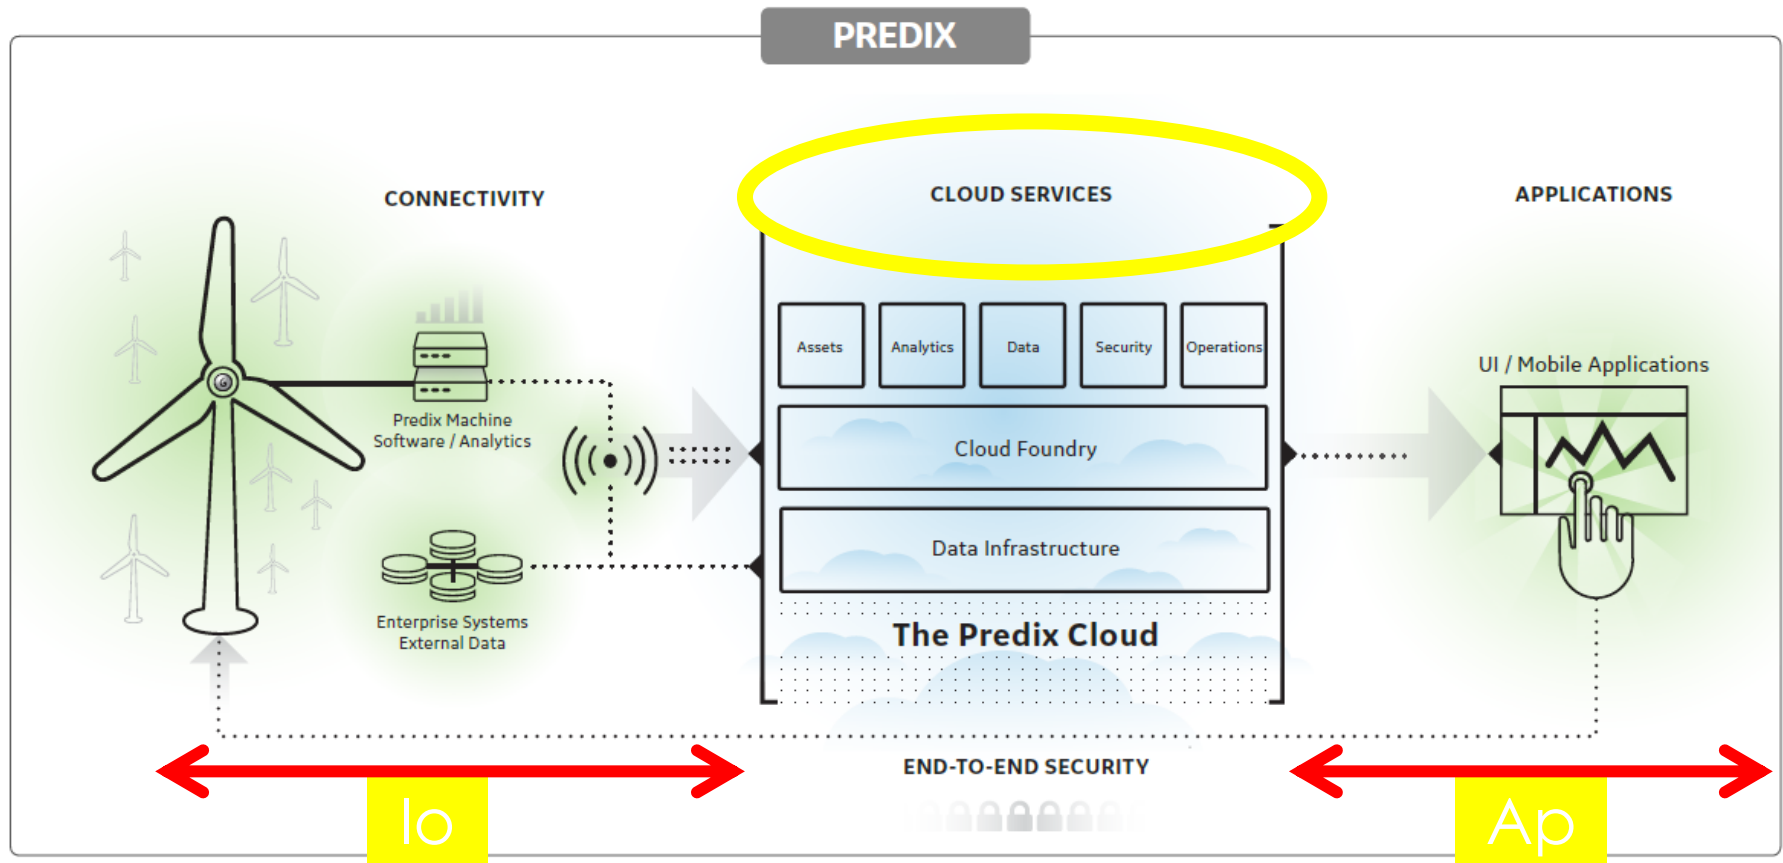 PREDIX
CONNECTIVITY
CLOUD SERVICES
APPLICATIONS
Assets
Analytics
Data
Security
Operations
UI / Mobile Applications
Predix Machine
Software / Analytics
Cloud Foundry
Data Infrastructure
Enterprise Systems
External Data
The Predix Cloud
END-TO-END SECURITY
Io
Ap